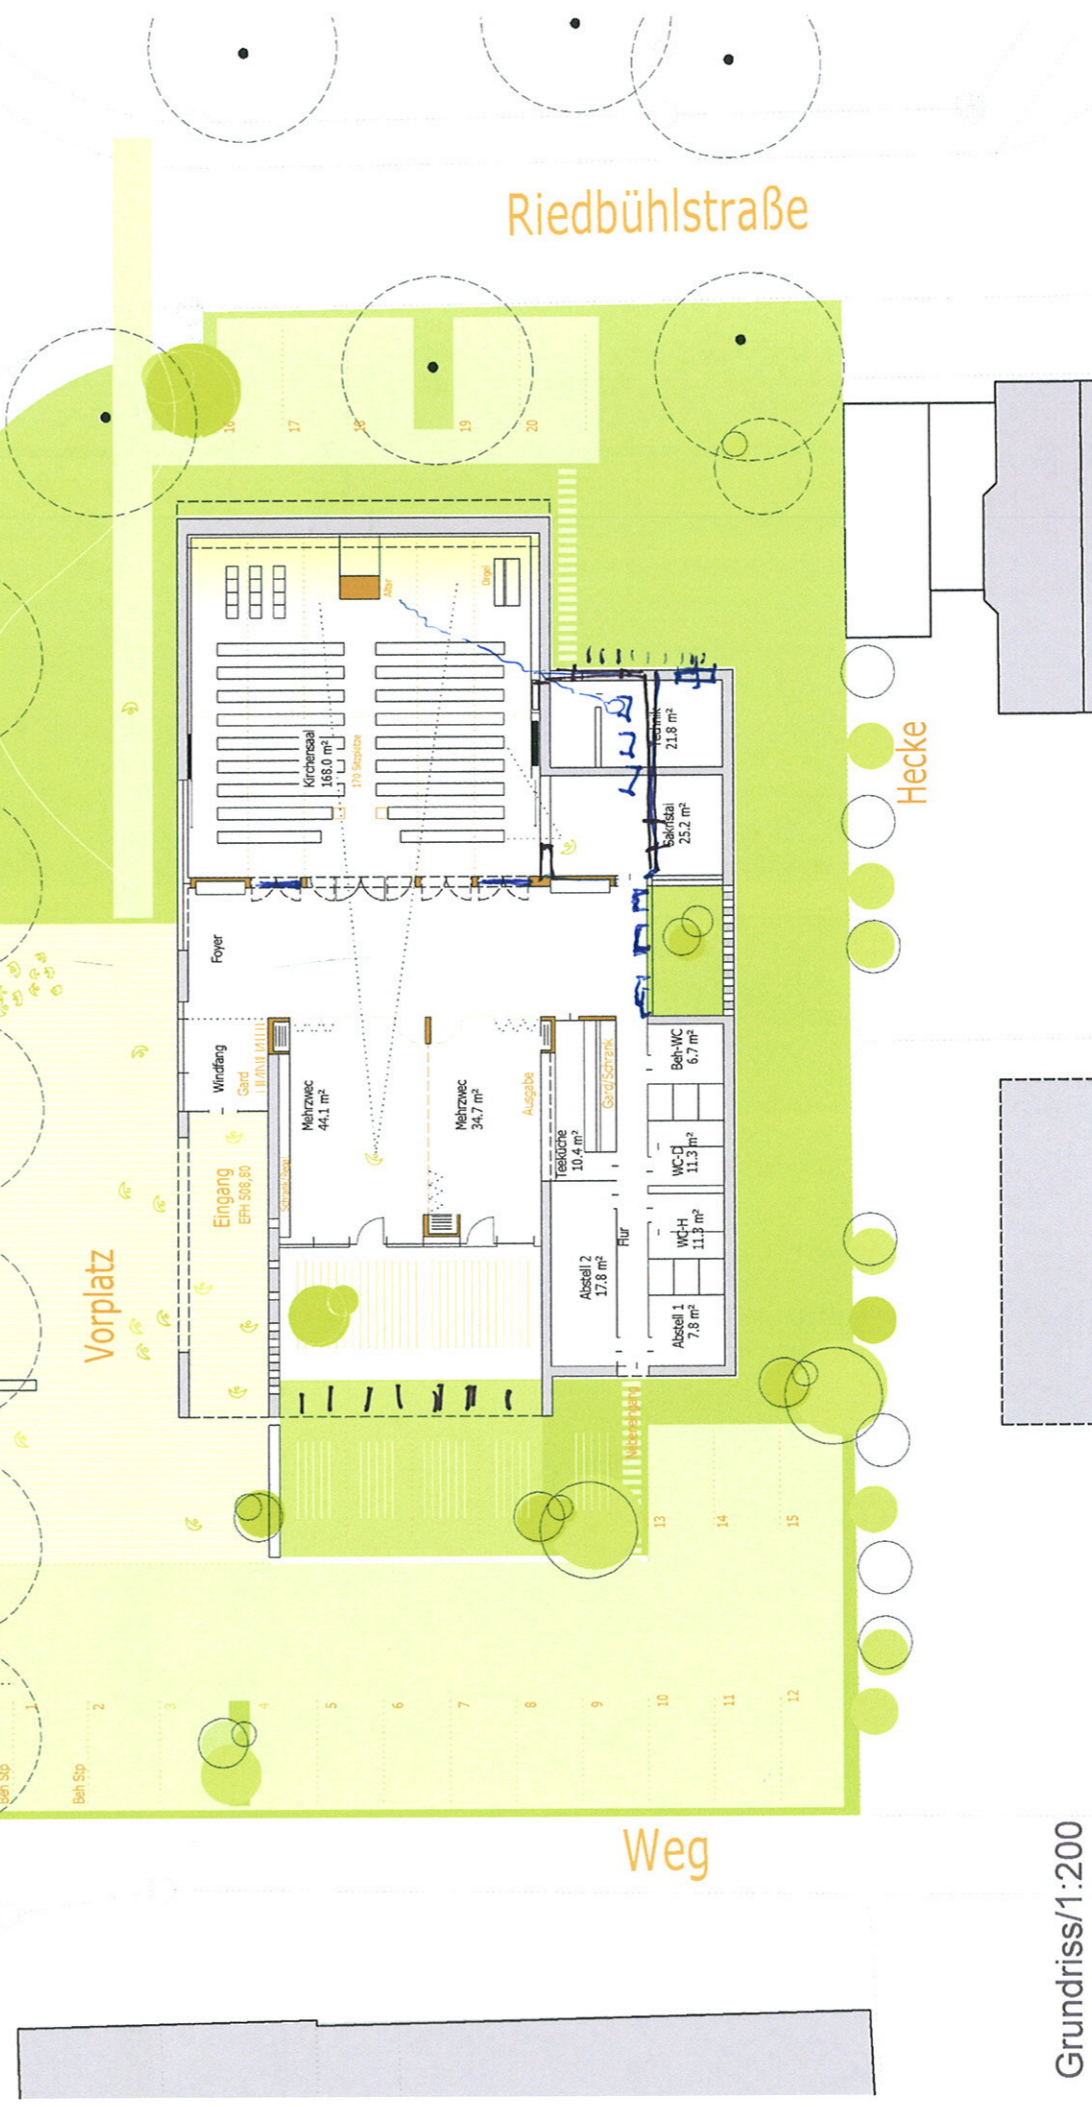 Riedbühlstraße
16
17
18
19
20
Altar
Orgel
Kirchensaal
168.0 m²
170 Sitzplätze
Technik
21.8 m²
Sakristai
25.2 m²
Hecke
Foyer
Windfang
Gard
Mehrzwec
44.1 m²
Mehrzwec
34.7 m²
Ausgabe
Teeküche
10.4 m²
Gard/Schrank
Beh-WC
6.7 m²
WC-D
11.3 m²
WC-H
11.3 m²
Flur
Abstell 2
17.8 m²
Abstell 1
7.8 m²
Eingang
EFH 508,80
Vorplatz
13
14
15
1
2
3
4
5
6
7
8
9
10
11
12
Beh Stp
Beh Stp
Weg
Grundriss/1:200